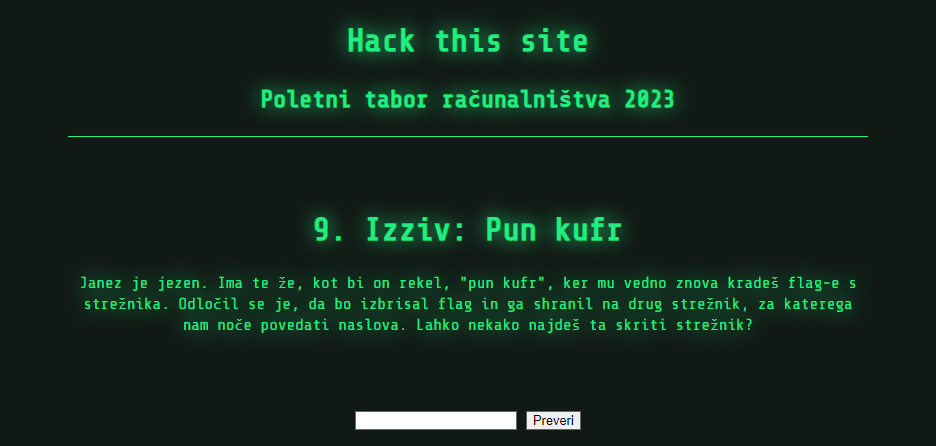 Hack this site
Poletni tabor računalništva 2023
9. Izziv: Pun kufr
Janez je jezen. Ima te že, kot bi on rekel, "pun kufr", ker mu vedno znova kradeš flag-e s
strežnika. Odločil se je, da bo izbrisal flag in ga shranil na drug strežnik, za katerega
nam noče povedati naslova. Lahko nekako najdeš ta skriti strežnik?
Preveri